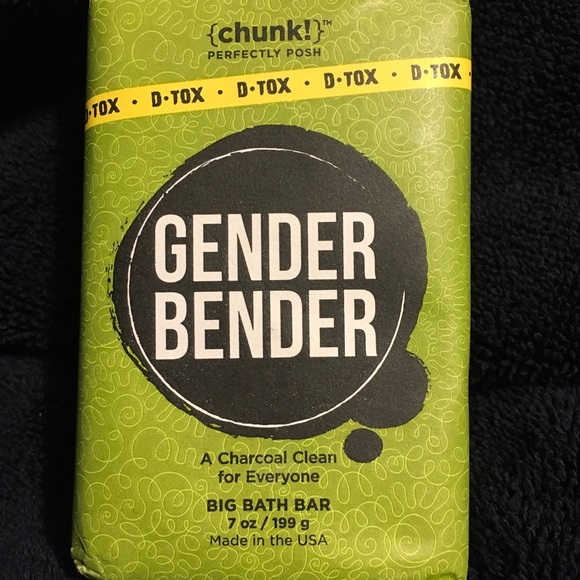 {chunk!}™
PERFECTLY POSH
D•TOX • D•TOX • D•TOX • D•TOX •
GENDER
BENDER
A Charcoal Clean
for Everyone
BIG BATH BAR
7 oz / 199 g
Made in the USA